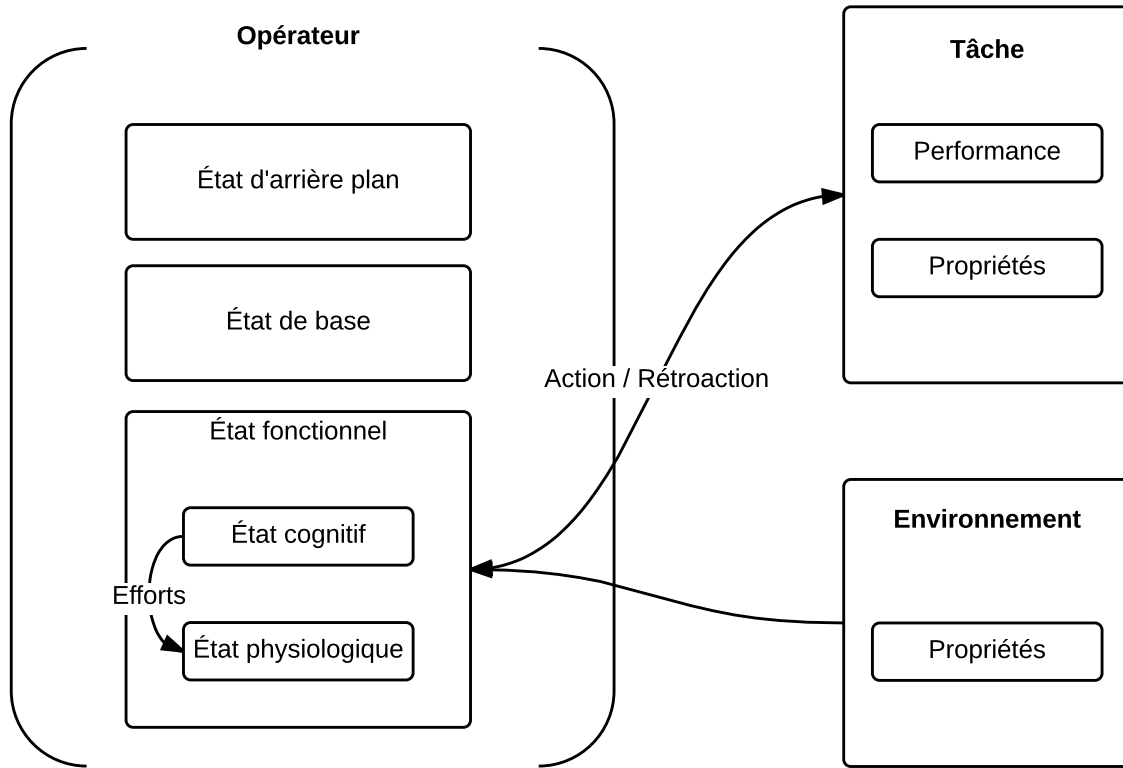 Opérateur
État d'arrière plan
État de base
État fonctionnel
État cognitif
Efforts
État physiologique
Action / Rétroaction
Tâche
Performance
Propriétés
Environnement
Propriétés